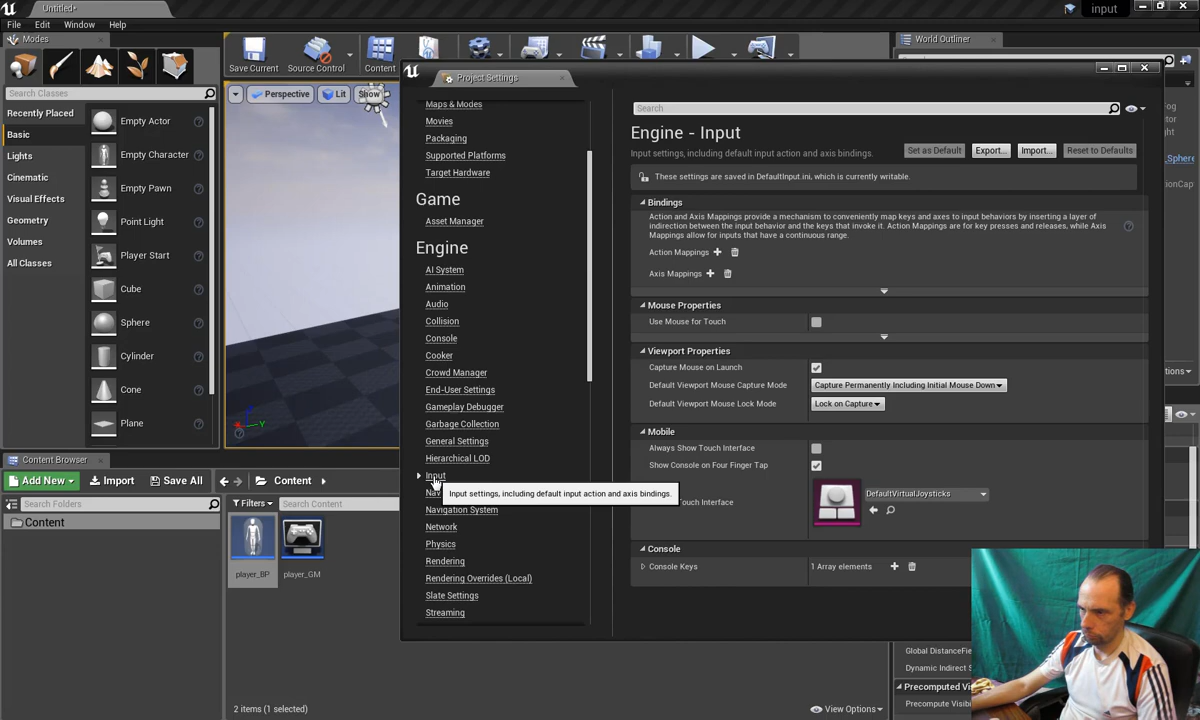 Untitled*
input
File Edit Window Help
Modes
Search Classes
Recently Placed
Basic
Lights
Cinematic
Visual Effects
Geometry
Volumes
All Classes
Empty Actor
Empty Character
Empty Pawn
Point Light
Player Start
Cube
Sphere
Cylinder
Cone
Plane
Save Current
Source Control
Content
Perspective
Lit
Show
World Outliner
Project Settings
Maps & Modes
Movies
Packaging
Supported Platforms
Target Hardware
Game
Asset Manager
Engine
AI System
Animation
Audio
Collision
Console
Cooker
Crowd Manager
End-User Settings
Gameplay Debugger
Garbage Collection
General Settings
Hierarchical LOD
Input
Nav
Input settings, including default input action and axis bindings.
Navigation System
Network
Physics
Rendering
Rendering Overrides (Local)
Slate Settings
Streaming
Search
Engine - Input
Input settings, including default input action and axis bindings.
Set as Default
Export...
Import...
Reset to Defaults
These settings are saved in DefaultInput.ini, which is currently writable.
Bindings
Action and Axis Mappings provide a mechanism to conveniently map keys and axes to input behaviors by inserting a layer of
indirection between the input behavior and the keys that invoke it. Action Mappings are for key presses and releases, while Axis
Mappings allow for inputs that have a continuous range.
Action Mappings
Axis Mappings
Mouse Properties
Use Mouse for Touch
Viewport Properties
Capture Mouse on Launch
Default Viewport Mouse Capture Mode
Capture Permanently Including Initial Mouse Down
Default Viewport Mouse Lock Mode
Lock on Capture
Mobile
Always Show Touch Interface
Show Console on Four Finger Tap
Touch Interface
DefaultVirtualJoysticks
Console
Console Keys
1 Array elements
Fog
ctor
ght
_Sphere
ionCap
ons
Content Browser
Add New
Import
Save All
Content
Search Folders
Filters
Search Content
Content
player_BP
player_GM
2 items (1 selected)
View Options
Global DistanceFie
Dynamic Indirect S
Precomputed Vi
Precompute Visibi